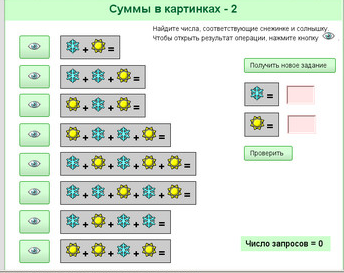 Суммы в картинках - 2
Найдите числа, соответствующие снежинке и солнышку.
Чтобы открыть результат операции, нажмите кнопку
+ =
+ + =
+ + =
+ + + =
+ + + + =
+ + + + =
+ + + =
+ + + =
Получить новое задание
=
=
Проверить
Число запросов = 0